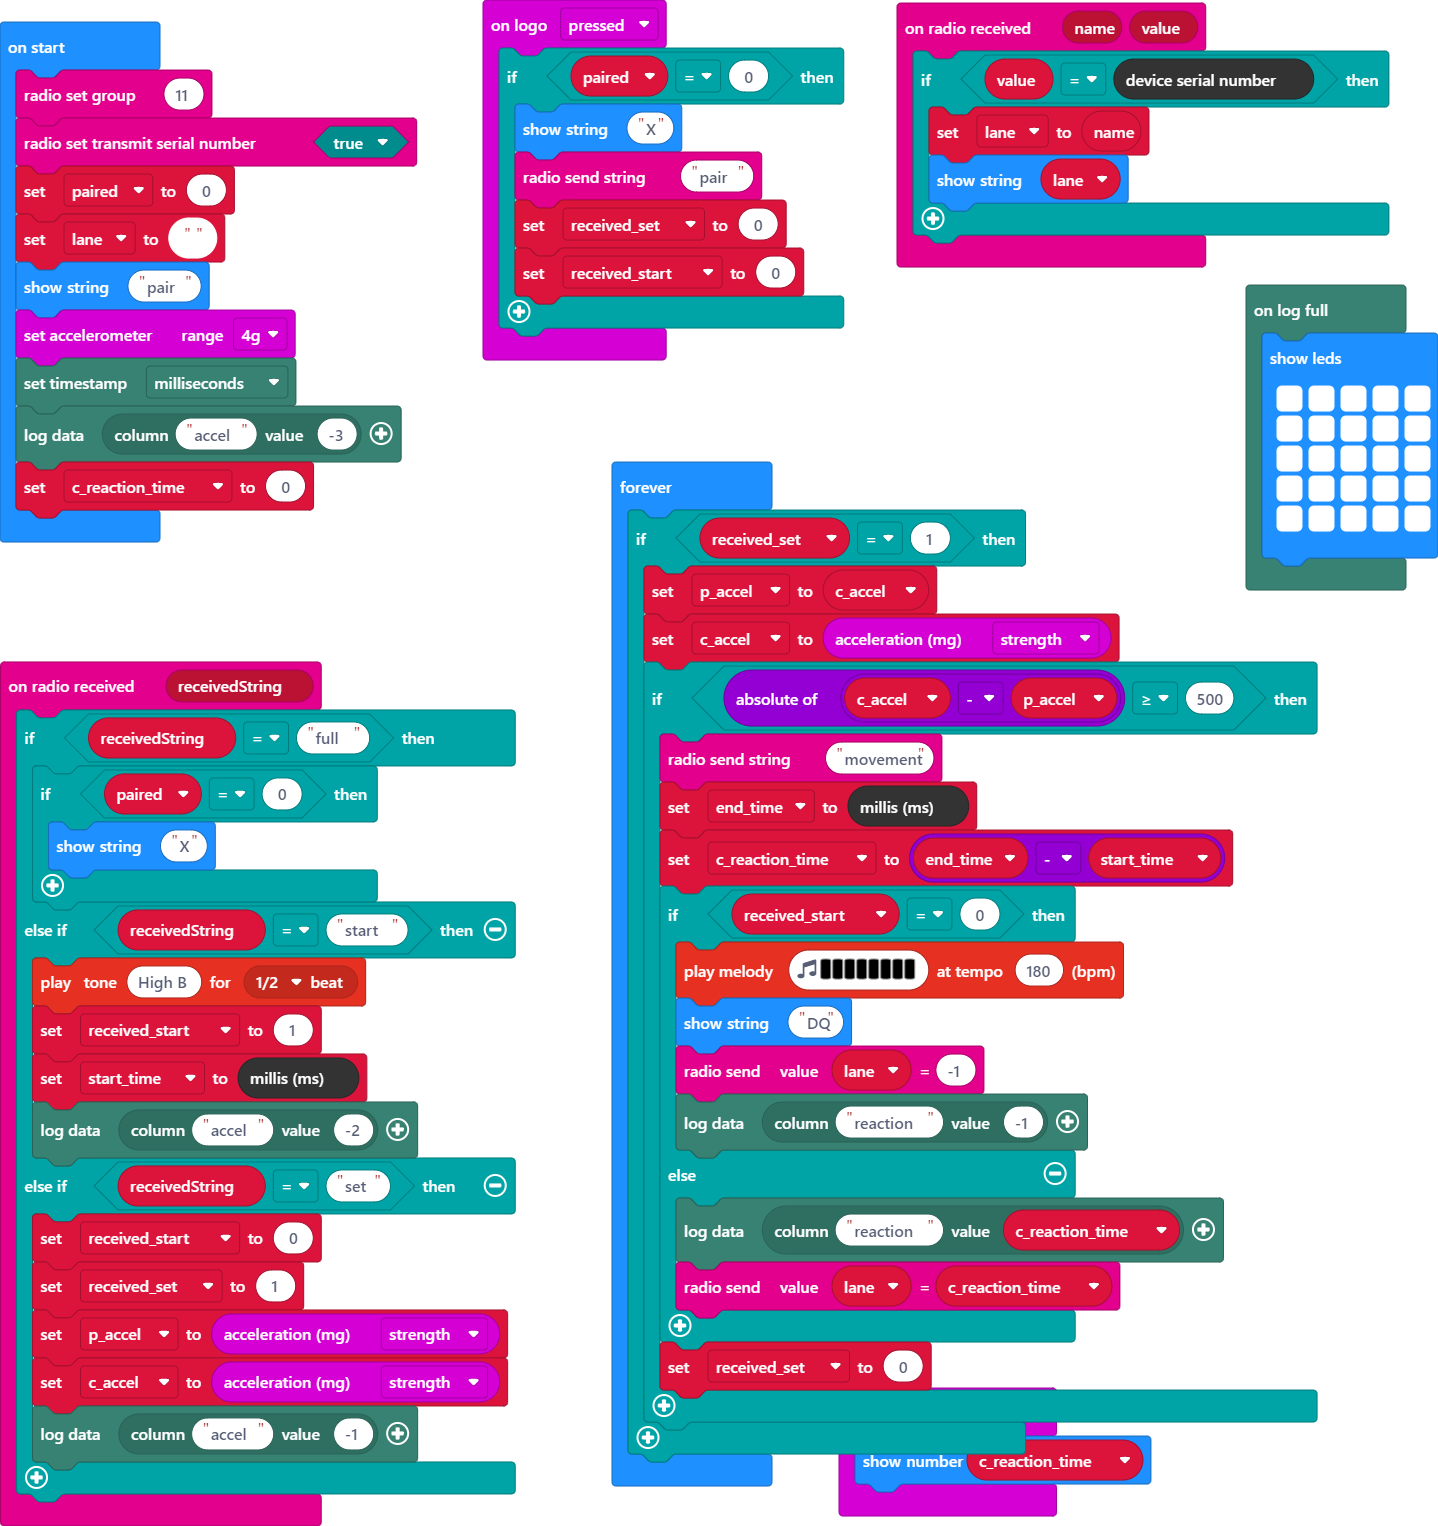 on start
radio set group 11
radio set transmit serial number true
set paired to 0
set lane to " "
show string "pair"
set accelerometer range 4g
set timestamp milliseconds
log data column "accel" value -3
set c_reaction_time to 0
on logo pressed
if paired = 0 then
show string "X"
radio send string "pair"
set received_set to 0
set received_start to 0
on radio received name value
if value = device serial number then
set lane to name
show string lane
on log full
show leds
forever
if received_set = 1 then
set p_accel to c_accel
set c_accel to acceleration (mg) strength
if absolute of c_accel - p_accel ≥ 500 then
radio send string "movement"
set end_time to millis (ms)
set c_reaction_time to end_time - start_time
if received_start = 0 then
play melody at tempo 180 (bpm)
show string "DQ"
radio send value lane = -1
log data column "reaction" value -1
else
log data column "reaction" value c_reaction_time
radio send value lane = c_reaction_time
set received_set to 0
show number c_reaction_time
on radio received receivedString
if receivedString = "full" then
if paired = 0 then
show string "X"
else if receivedString = "start" then
play tone High B for 1/2 beat
set received_start to 1
set start_time to millis (ms)
log data column "accel" value -2
else if receivedString = "set" then
set received_start to 0
set received_set to 1
set p_accel to acceleration (mg) strength
set c_accel to acceleration (mg) strength
log data column "accel" value -1